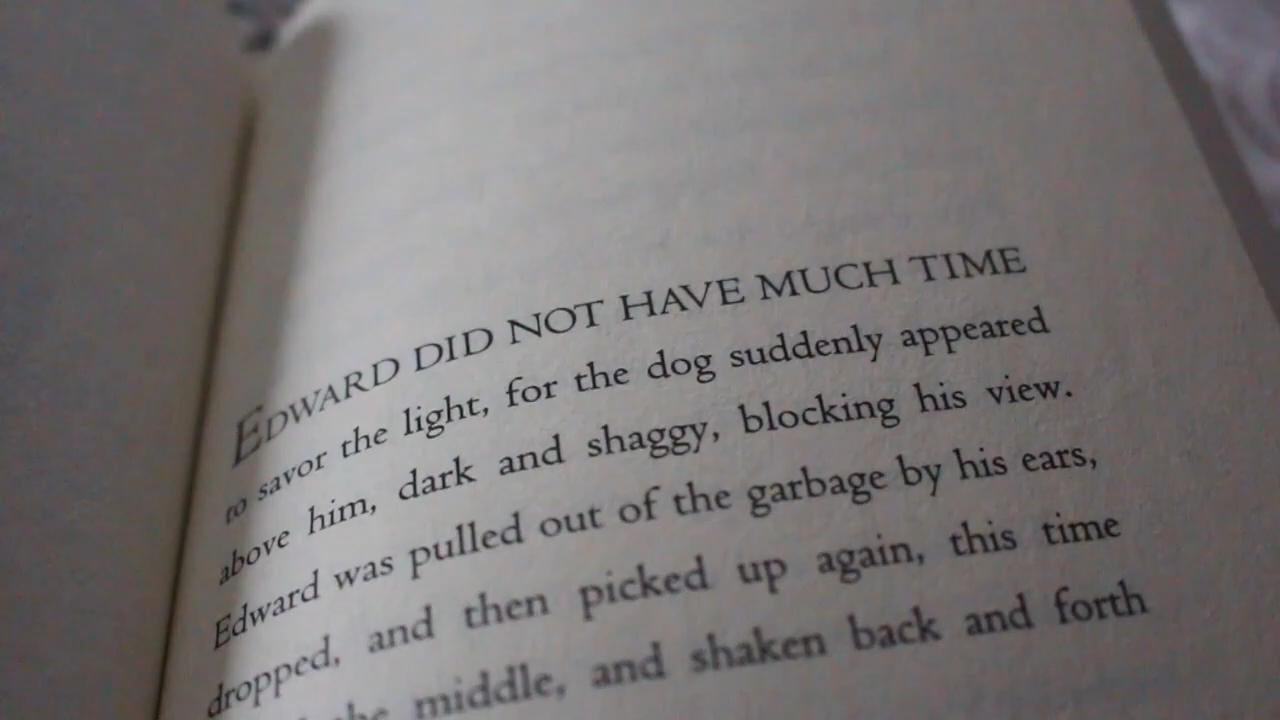 EDWARD DID NOT HAVE MUCH TIME
to savor the light, for the dog suddenly appeared
above him, dark and shaggy, blocking his view.
Edward was pulled out of the garbage by his ears,
dropped, and then picked up again, this time
the middle, and shaken back and forth